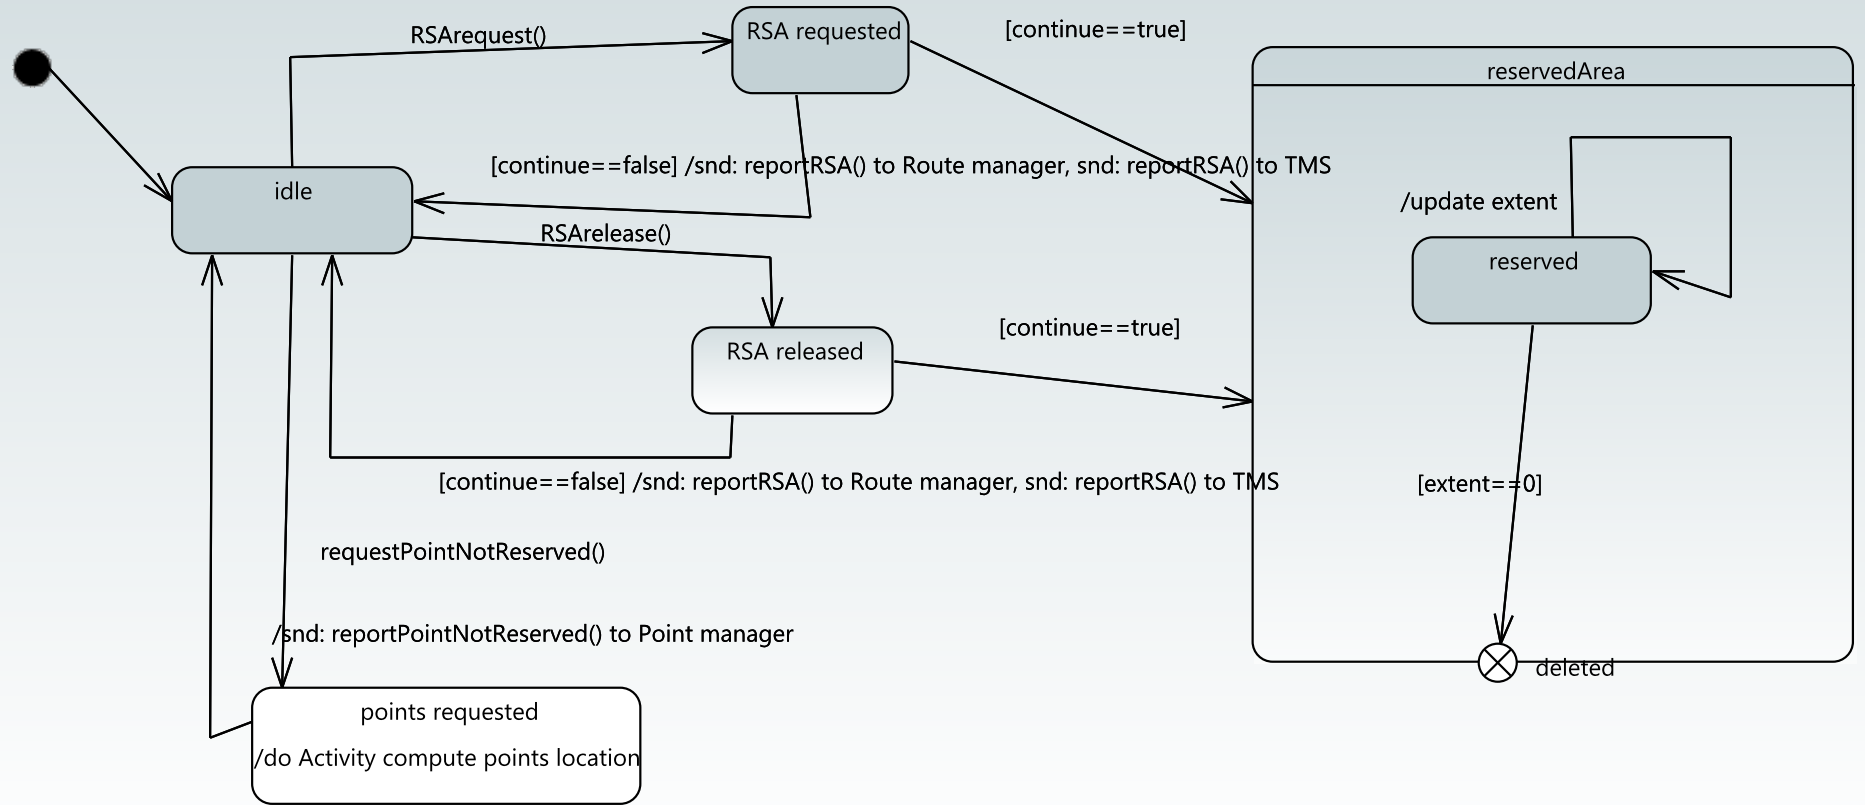 RSArequest()
RSA requested
[continue==true]
reservedArea
[continue==false] /snd: reportRSA() to Route manager, snd: reportRSA() to TMS
idle
/update extent
RSArelease()
reserved
[continue==true]
RSA released
[continue==false] /snd: reportRSA() to Route manager, snd: reportRSA() to TMS
[extent==0]
requestPointNotReserved()
/snd: reportPointNotReserved() to Point manager
deleted
points requested
/do Activity compute points location